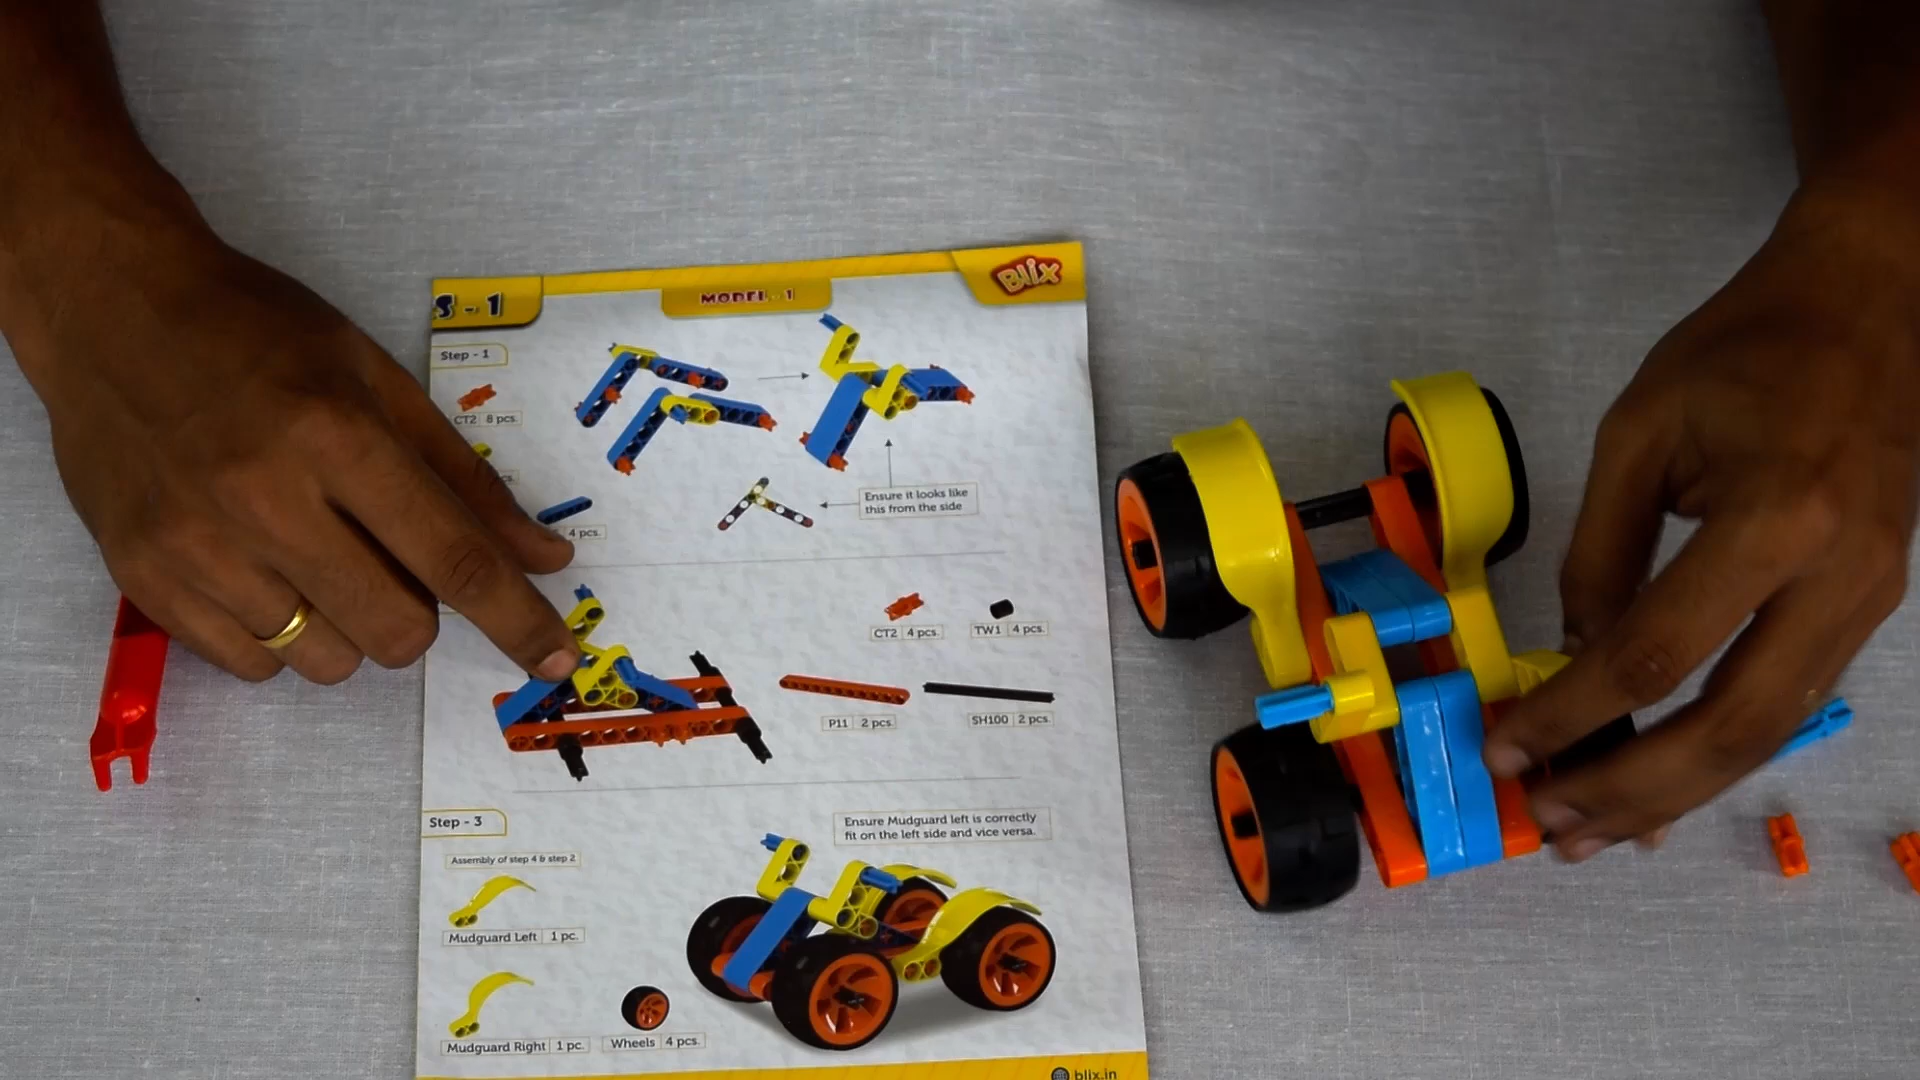 S - 1
MODEL - 1
Blix
Step - 1
CT2 8 pcs.
cs.
4 pcs.
Ensure it looks like
this from the side
CT2 4 pcs.
TW1 4 pcs.
P11 2 pcs.
SH100 2 pcs.
Step - 3
Ensure Mudguard left is correctly
fit on the left side and vice versa.
Assembly of step 4 & step 2
Mudguard Left 1 pc.
Mudguard Right 1 pc.
Wheels 4 pcs.
blix.in